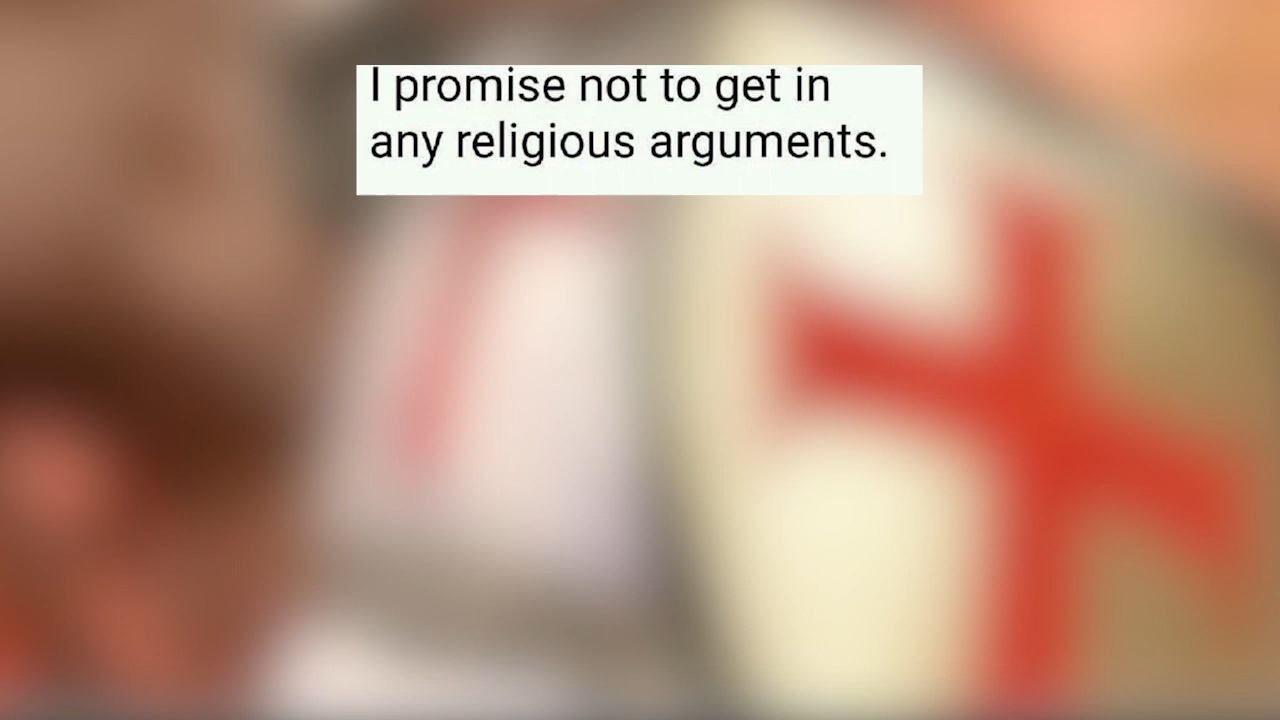 I promise not to get in
any religious arguments.